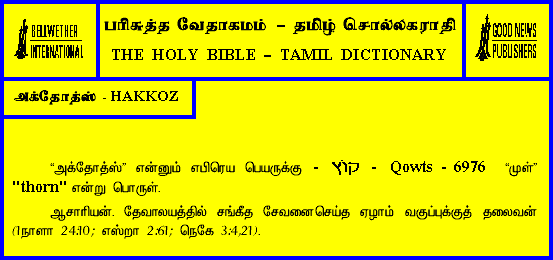 BELLWETHER
INTERNATIONAL
பரிசுத்த வேதாகமம் – தமிழ் சொல்லகராதி
THE HOLY BIBLE – TAMIL DICTIONARY
GOOD NEWS
PUBLISHERS
அக்தோத்ஸ் - HAKKOZ
“அக்தோத்ஸ்” என்னும் எபிரெய பெயருக்கு - קוֹץ - Qowts - 6976 “முள்”
"thorn" என்று பொருள்.
ஆசாரியன். தேவாலயத்தில் சங்கீத சேவனைசெய்த ஏழாம் வகுப்புக்குத் தலைவன்
(1நாளா 24:10; எஸ்றா 2:61; நெகே 3:4,21).